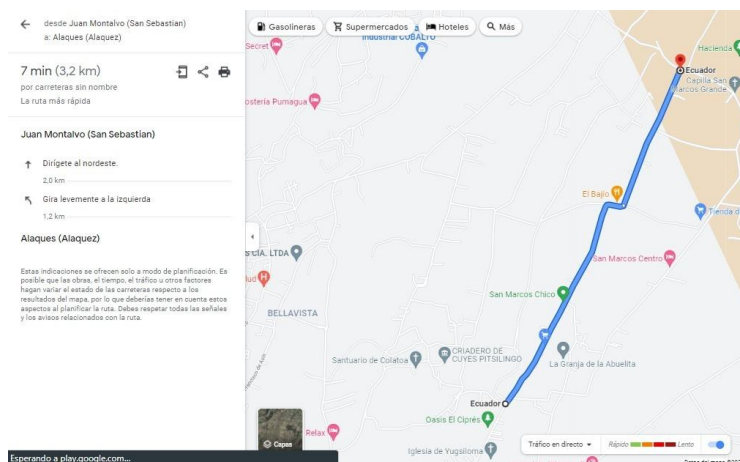 desde Juan Montalvo (San Sebastian)
a: Alaques (Alaquez)
7 min (3,2 km)
por carreteras sin nombre
La ruta más rápida
Juan Montalvo (San Sebastian)
Dirígete al nordeste.
2,0 km
Gira levemente a la izquierda
1,2 km
Alaques (Alaquez)
Estas indicaciones se ofrecen solo a modo de planificación. Es
posible que las obras, el tiempo, el tráfico u otros factores
hagan variar el estado de las carreteras respecto a los
resultados del mapa, por lo que deberías tener en cuenta estos
aspectos al planificar la ruta. Debes respetar todas las señales
y los avisos relacionados con la ruta.
Esperando a play.google.com...
Gasolineras
Supermercados
Hoteles
Más
Secret
Industrial COBALTO
Hacienda
Ecuador
Capilla San
Marcos Grande
ostería Pumagua
El Bajío
Tienda d
S CIA. LTDA
San Marcos Centro
lud
San Marcos Chico
BELLAVISTA
CRIADERO DE
CUYES PITSILINGO
Santuario de Colatoa
La Granja de la Abuelita
Ecuador
Oasis El Ciprés
Relax
Capas
Iglesia de Yugsiloma
Tráfico en directo
Rápido
Lento